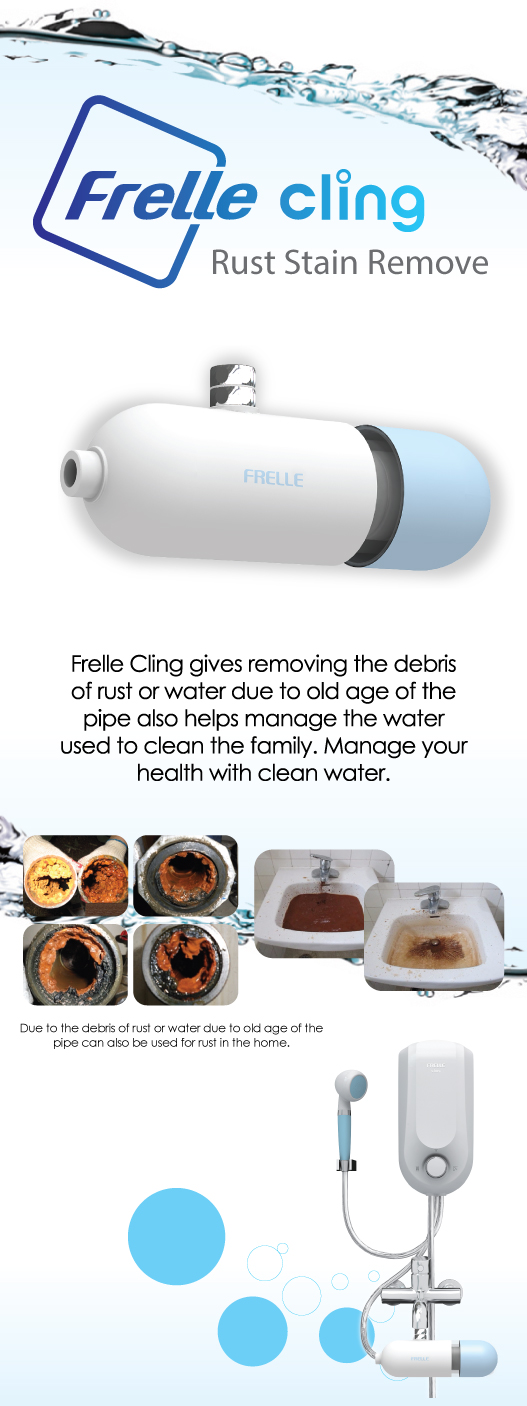 Frelle cling
Rust Stain Remove
FRELLE
Frelle Cling gives removing the debris
of rust or water due to old age of the
pipe also helps manage the water
used to clean the family. Manage your
health with clean water.
Due to the debris of rust or water due to old age of the
pipe can also be used for rust in the home.
FRELLE
FRELLE